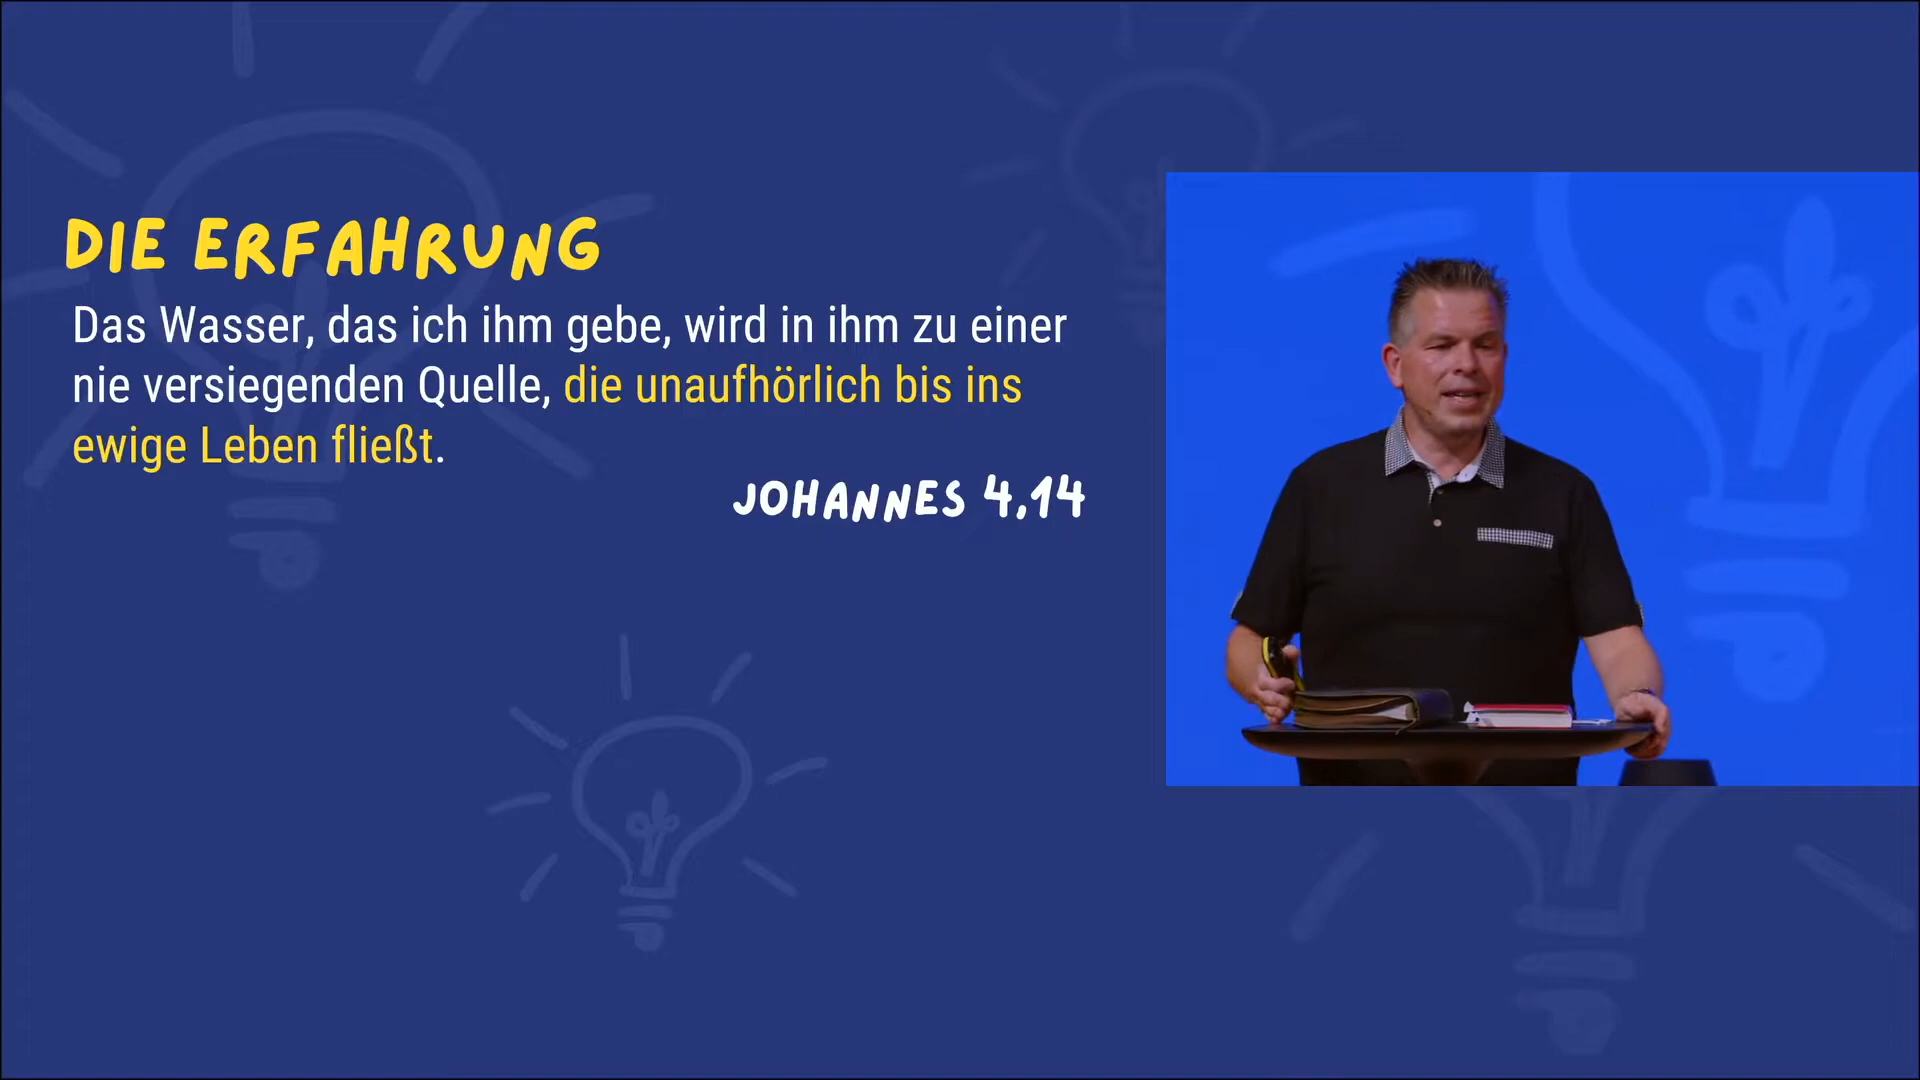 DIE ERFAHRUNG
Das Wasser, das ich ihm gebe, wird in ihm zu einer
nie versiegenden Quelle, die unaufhörlich bis ins
ewige Leben fließt.
JOHANNES 4,14